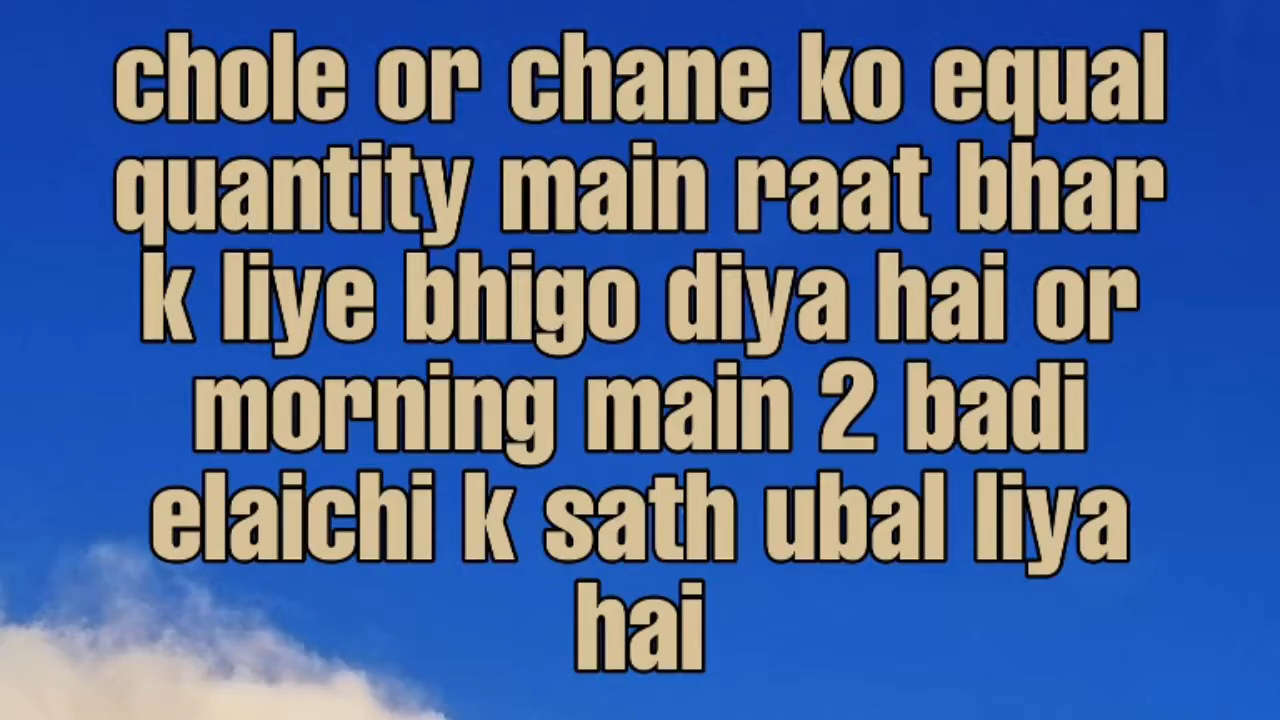 chole or chane ko equal
quantity main raat bhar
k liye bhigo diya hai or
morning main 2 badi
elaichi k sath ubal liya
hai